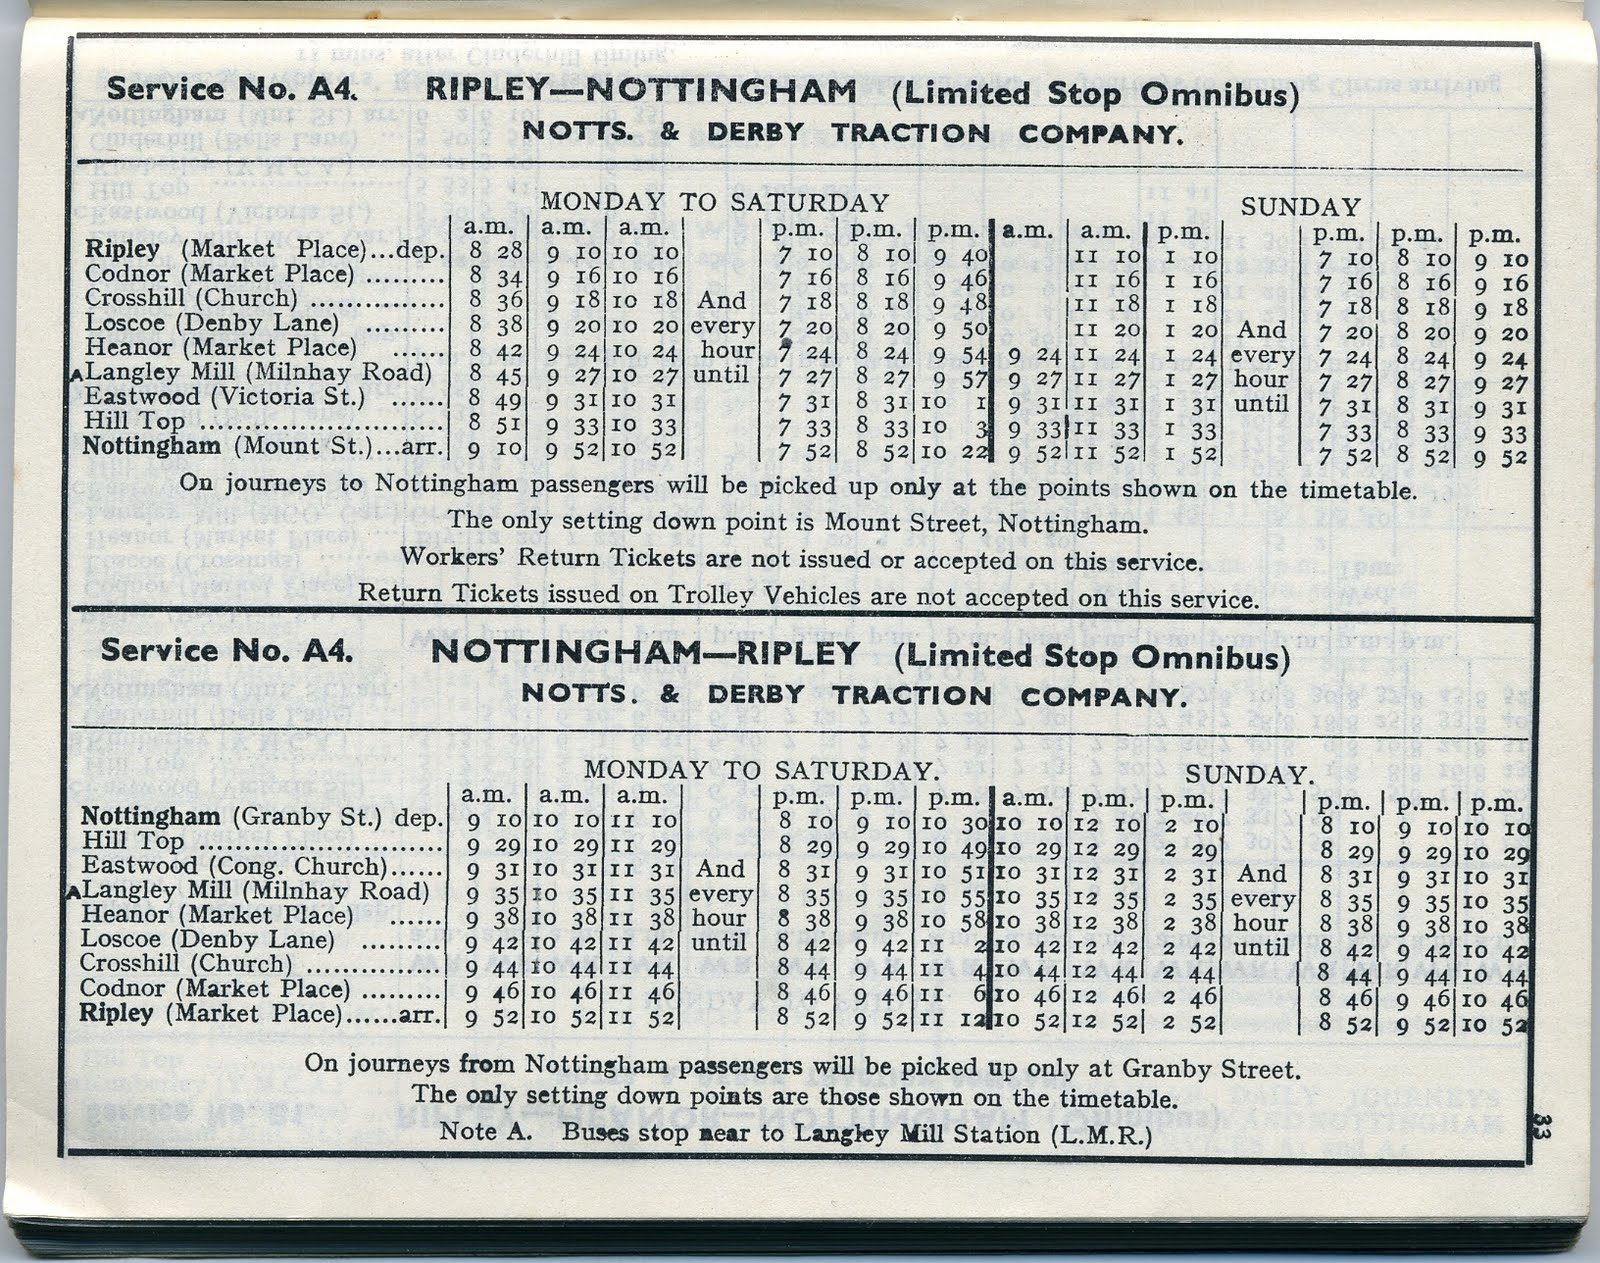 Service No. A4. RIPLEY—NOTTINGHAM (Limited Stop Omnibus)
NOTTS. & DERBY TRACTION COMPANY.
MONDAY TO SATURDAY SUNDAY
a.m. a.m. a.m. p.m. p.m. p.m. a.m. a.m. p.m. p.m. p.m. p.m.
Ripley (Market Place)...dep. 8 28 9 10 10 10 7 10 8 10 9 40 11 10 1 10 7 10 8 10 9 10
Codnor (Market Place) .......... 8 34 9 16 10 16 7 16 8 16 9 46 11 16 1 16 7 16 8 16 9 16
Crosshill (Church) ............... 8 36 9 18 10 18 And 7 18 8 18 9 48 11 18 1 18 7 18 8 18 9 18
Loscoe (Denby Lane) .......... 8 38 9 20 10 20 every 7 20 8 20 9 50 11 20 1 20 And 7 20 8 20 9 20
Heanor (Market Place) ...... 8 42 9 24 10 24 hour 7 24 8 24 9 54 9 24 11 24 1 24 every 7 24 8 24 9 24
A Langley Mill (Milnhay Road) 8 45 9 27 10 27 until 7 27 8 27 9 57 9 27 11 27 1 27 hour 7 27 8 27 9 27
Eastwood (Victoria St.) ...... 8 49 9 31 10 31 7 31 8 31 10 1 9 31 11 31 1 31 until 7 31 8 31 9 31
Hill Top ........................... 8 51 9 33 10 33 7 33 8 33 10 3 9 33 11 33 1 33 7 33 8 33 9 33
Nottingham (Mount St.)...arr. 9 10 9 52 10 52 7 52 8 52 10 22 9 52 11 52 1 52 7 52 8 52 9 52
On journeys to Nottingham passengers will be picked up only at the points shown on the timetable.
The only setting down point is Mount Street, Nottingham.
Workers' Return Tickets are not issued or accepted on this service.
Return Tickets issued on Trolley Vehicles are not accepted on this service.
Service No. A4. NOTTINGHAM—RIPLEY (Limited Stop Omnibus)
NOTTS. & DERBY TRACTION COMPANY.
MONDAY TO SATURDAY. SUNDAY.
a.m. a.m. a.m. p.m. p.m. p.m. a.m. p.m. p.m. p.m. p.m. p.m.
Nottingham (Granby St.) dep. 9 10 10 10 11 10 8 10 9 10 10 30 10 10 12 10 2 10 8 10 9 10 10 10
Hill Top ........................... 9 29 10 29 11 29 8 29 9 29 10 49 10 29 12 29 2 29 8 29 9 29 10 29
Eastwood (Cong. Church)...... 9 31 10 31 11 31 And 8 31 9 31 10 51 10 31 12 31 2 31 And 8 31 9 31 10 31
A Langley Mill (Milnhay Road) 9 35 10 35 11 35 every 8 35 9 35 10 55 10 35 12 35 2 35 every 8 35 9 35 10 35
Heanor (Market Place) ...... 9 38 10 38 11 38 hour 8 38 9 38 10 58 10 38 12 38 2 38 hour 8 38 9 38 10 38
Loscoe (Denby Lane) .......... 9 42 10 42 11 42 until 8 42 9 42 11 2 10 42 12 42 2 42 until 8 42 9 42 10 42
Crosshill (Church) ............... 9 44 10 44 11 44 8 44 9 44 11 4 10 44 12 44 2 44 8 44 9 44 10 44
Codnor (Market Place) ......... 9 46 10 46 11 46 8 46 9 46 11 6 10 46 12 46 2 46 8 46 9 46 10 46
Ripley (Market Place)......arr. 9 52 10 52 11 52 8 52 9 52 11 12 10 52 12 52 2 52 8 52 9 52 10 52
On journeys from Nottingham passengers will be picked up only at Granby Street.
The only setting down points are those shown on the timetable.
Note A. Buses stop near to Langley Mill Station (L.M.R.)
33